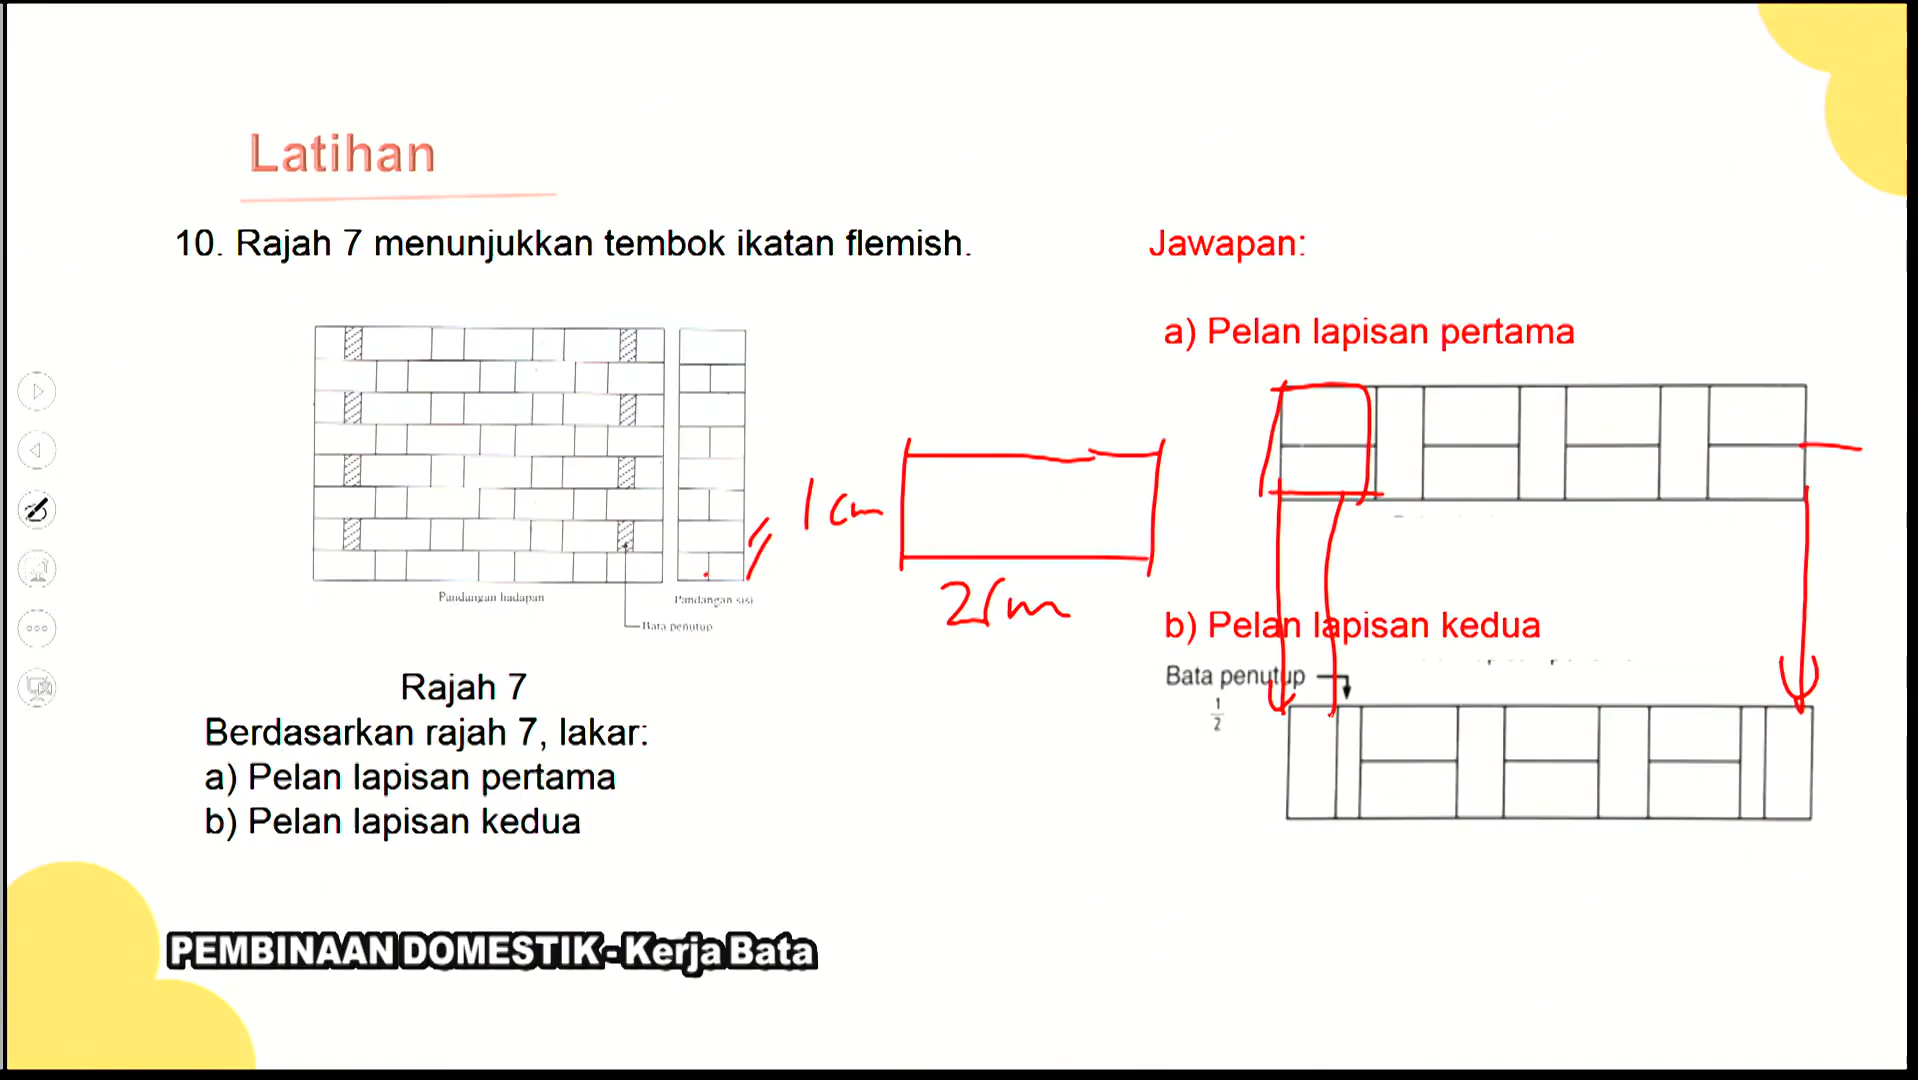 Latihan
10. Rajah 7 menunjukkan tembok ikatan flemish.
Pandangan hadapan
Pandangan sisi
Bata penutup
Rajah 7
Berdasarkan rajah 7, lakar:
a) Pelan lapisan pertama
b) Pelan lapisan kedua
1 cm
2cm
Jawapan:
a) Pelan lapisan pertama
b) Pelan lapisan kedua
Bata penutup
1/2
PEMBINAAN DOMESTIK - Kerja Bata